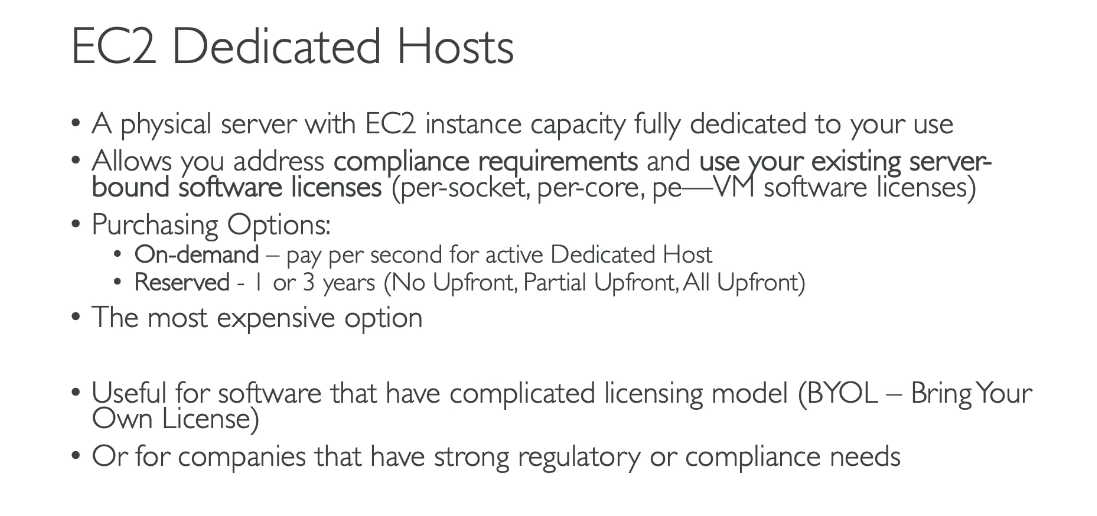 EC2 Dedicated Hosts
• A physical server with EC2 instance capacity fully dedicated to your use
• Allows you address compliance requirements and use your existing server-
bound software licenses (per-socket, per-core, pe—VM software licenses)
• Purchasing Options:
• On-demand – pay per second for active Dedicated Host
• Reserved - 1 or 3 years (No Upfront, Partial Upfront, All Upfront)
• The most expensive option
• Useful for software that have complicated licensing model (BYOL – Bring Your
Own License)
• Or for companies that have strong regulatory or compliance needs